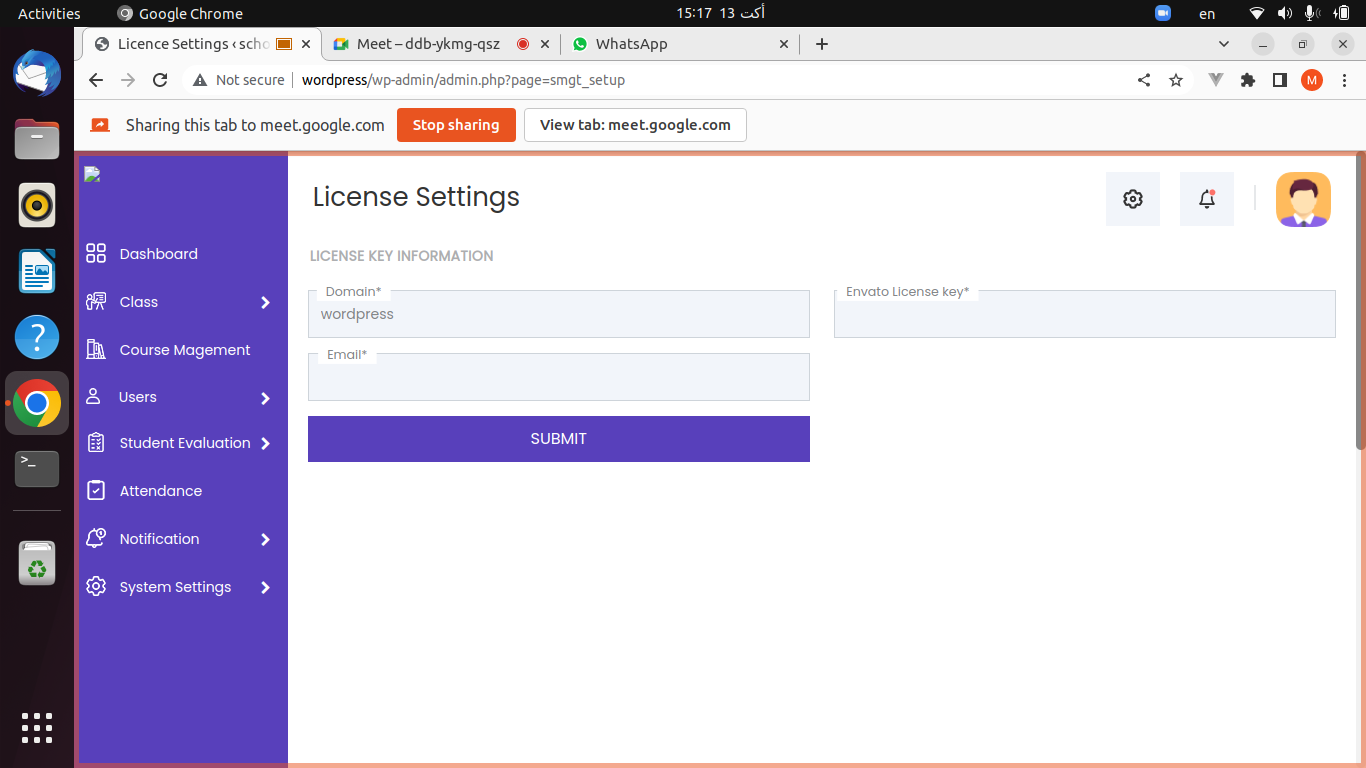 Activities
Google Chrome
15:17 13 أكت
en
Licence Settings ‹ scho
Meet – ddb-ykmg-qsz
WhatsApp
Not secure
wordpress/wp-admin/admin.php?page=smgt_setup
M
Sharing this tab to meet.google.com
Stop sharing
View tab: meet.google.com
License Settings
LICENSE KEY INFORMATION
Domain*
wordpress
Envato License key*
Email*
SUBMIT
Dashboard
Class
Course Magement
Users
Student Evaluation
Attendance
Notification
System Settings